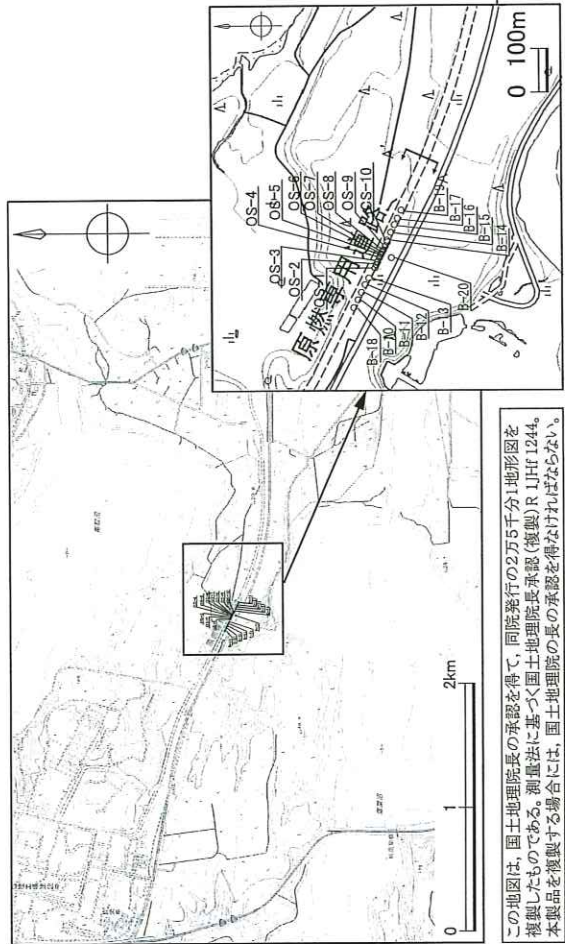 OS-4
OS-5
OS-6
OS-7
OS-8
OS-9
OS-10
OS-3
OS-2
原燃専用道路
B-18
B-10
B-11
B-12
B-13
B-20
B-19
B-17
B-16
B-15
B-14
0 100m
0 1 2km
この地図は、国土地理院長の承認を得て、同院発行の2万5千分1地形図を
複製したものである。測量法に基づく国土地理院長承認(複製)R 1JHf 1244。
本製品を複製する場合には、国土地理院の長の承認を得なければならない。